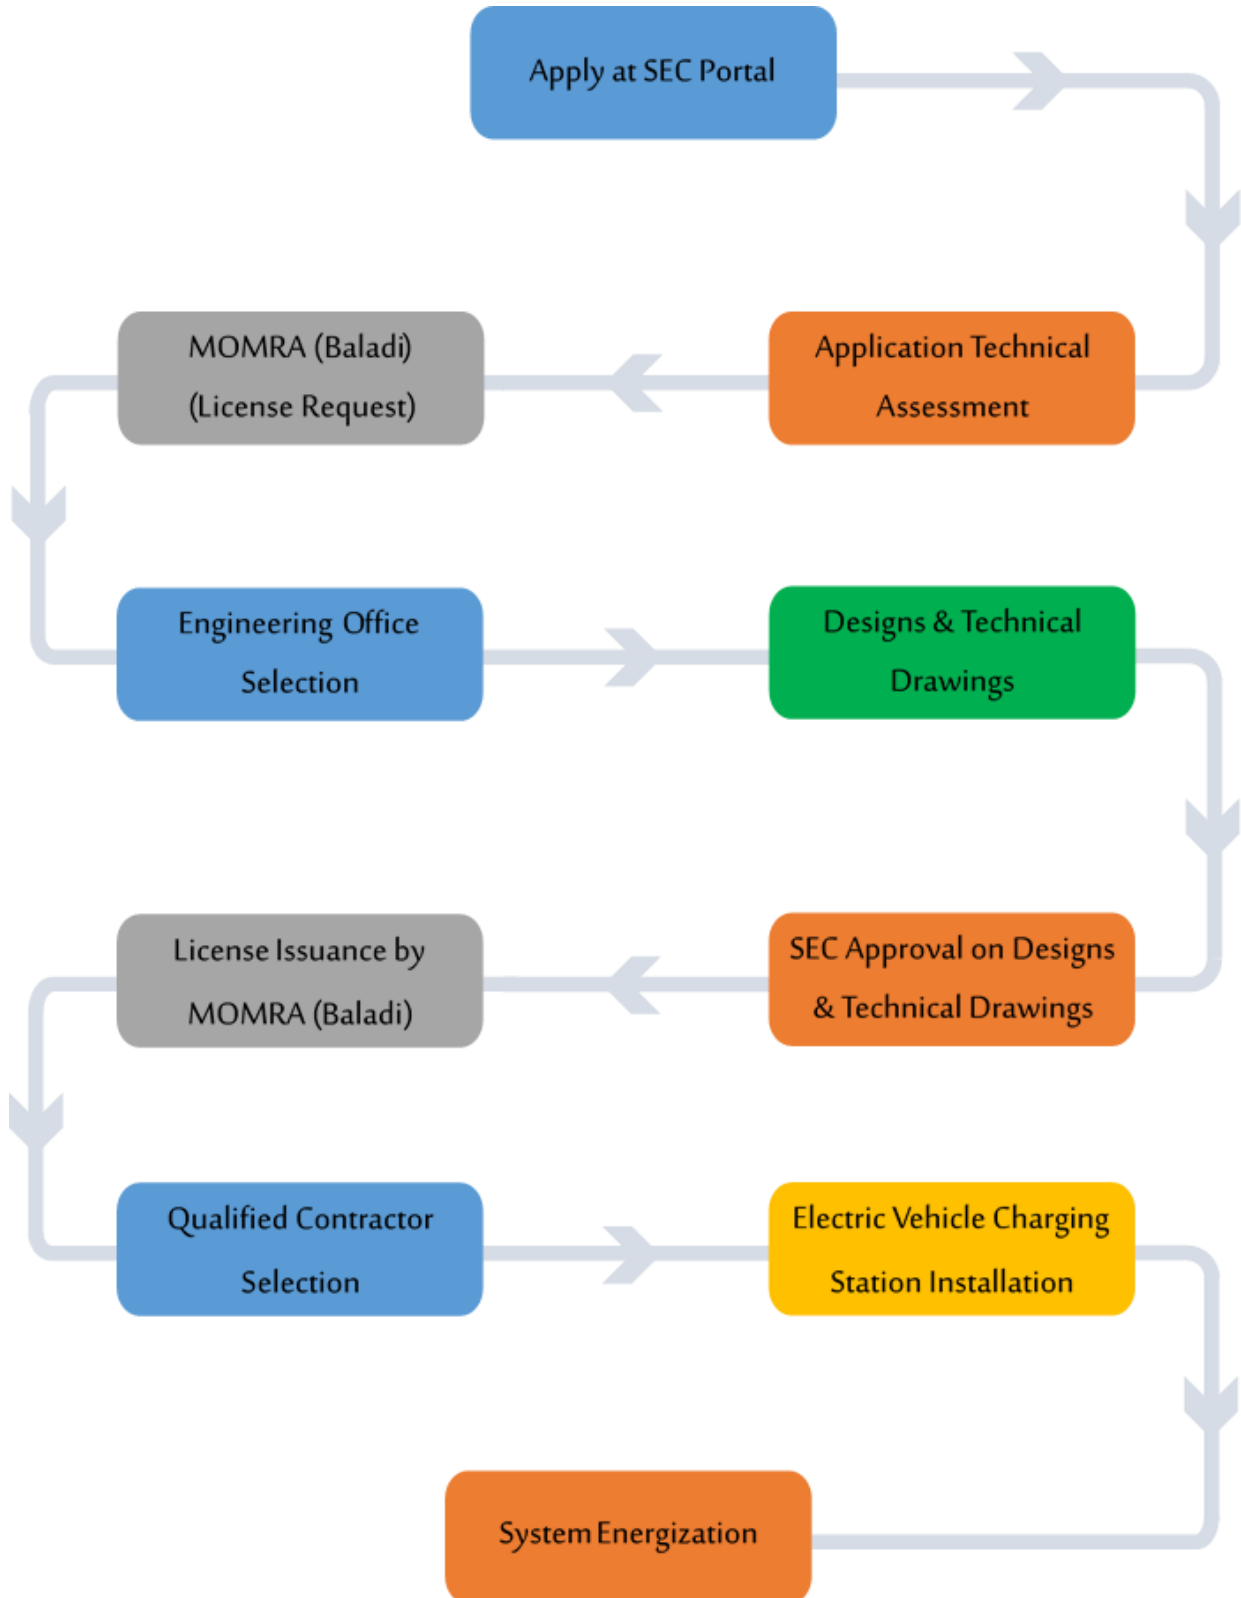 Apply at SEC Portal
Application Technical
Assessment
MOMRA (Baladi)
(License Request)
Engineering Office
Selection
Designs & Technical
Drawings
SEC Approval on Designs
& Technical Drawings
License Issuance by
MOMRA (Baladi)
Qualified Contractor
Selection
Electric Vehicle Charging
Station Installation
System Energization